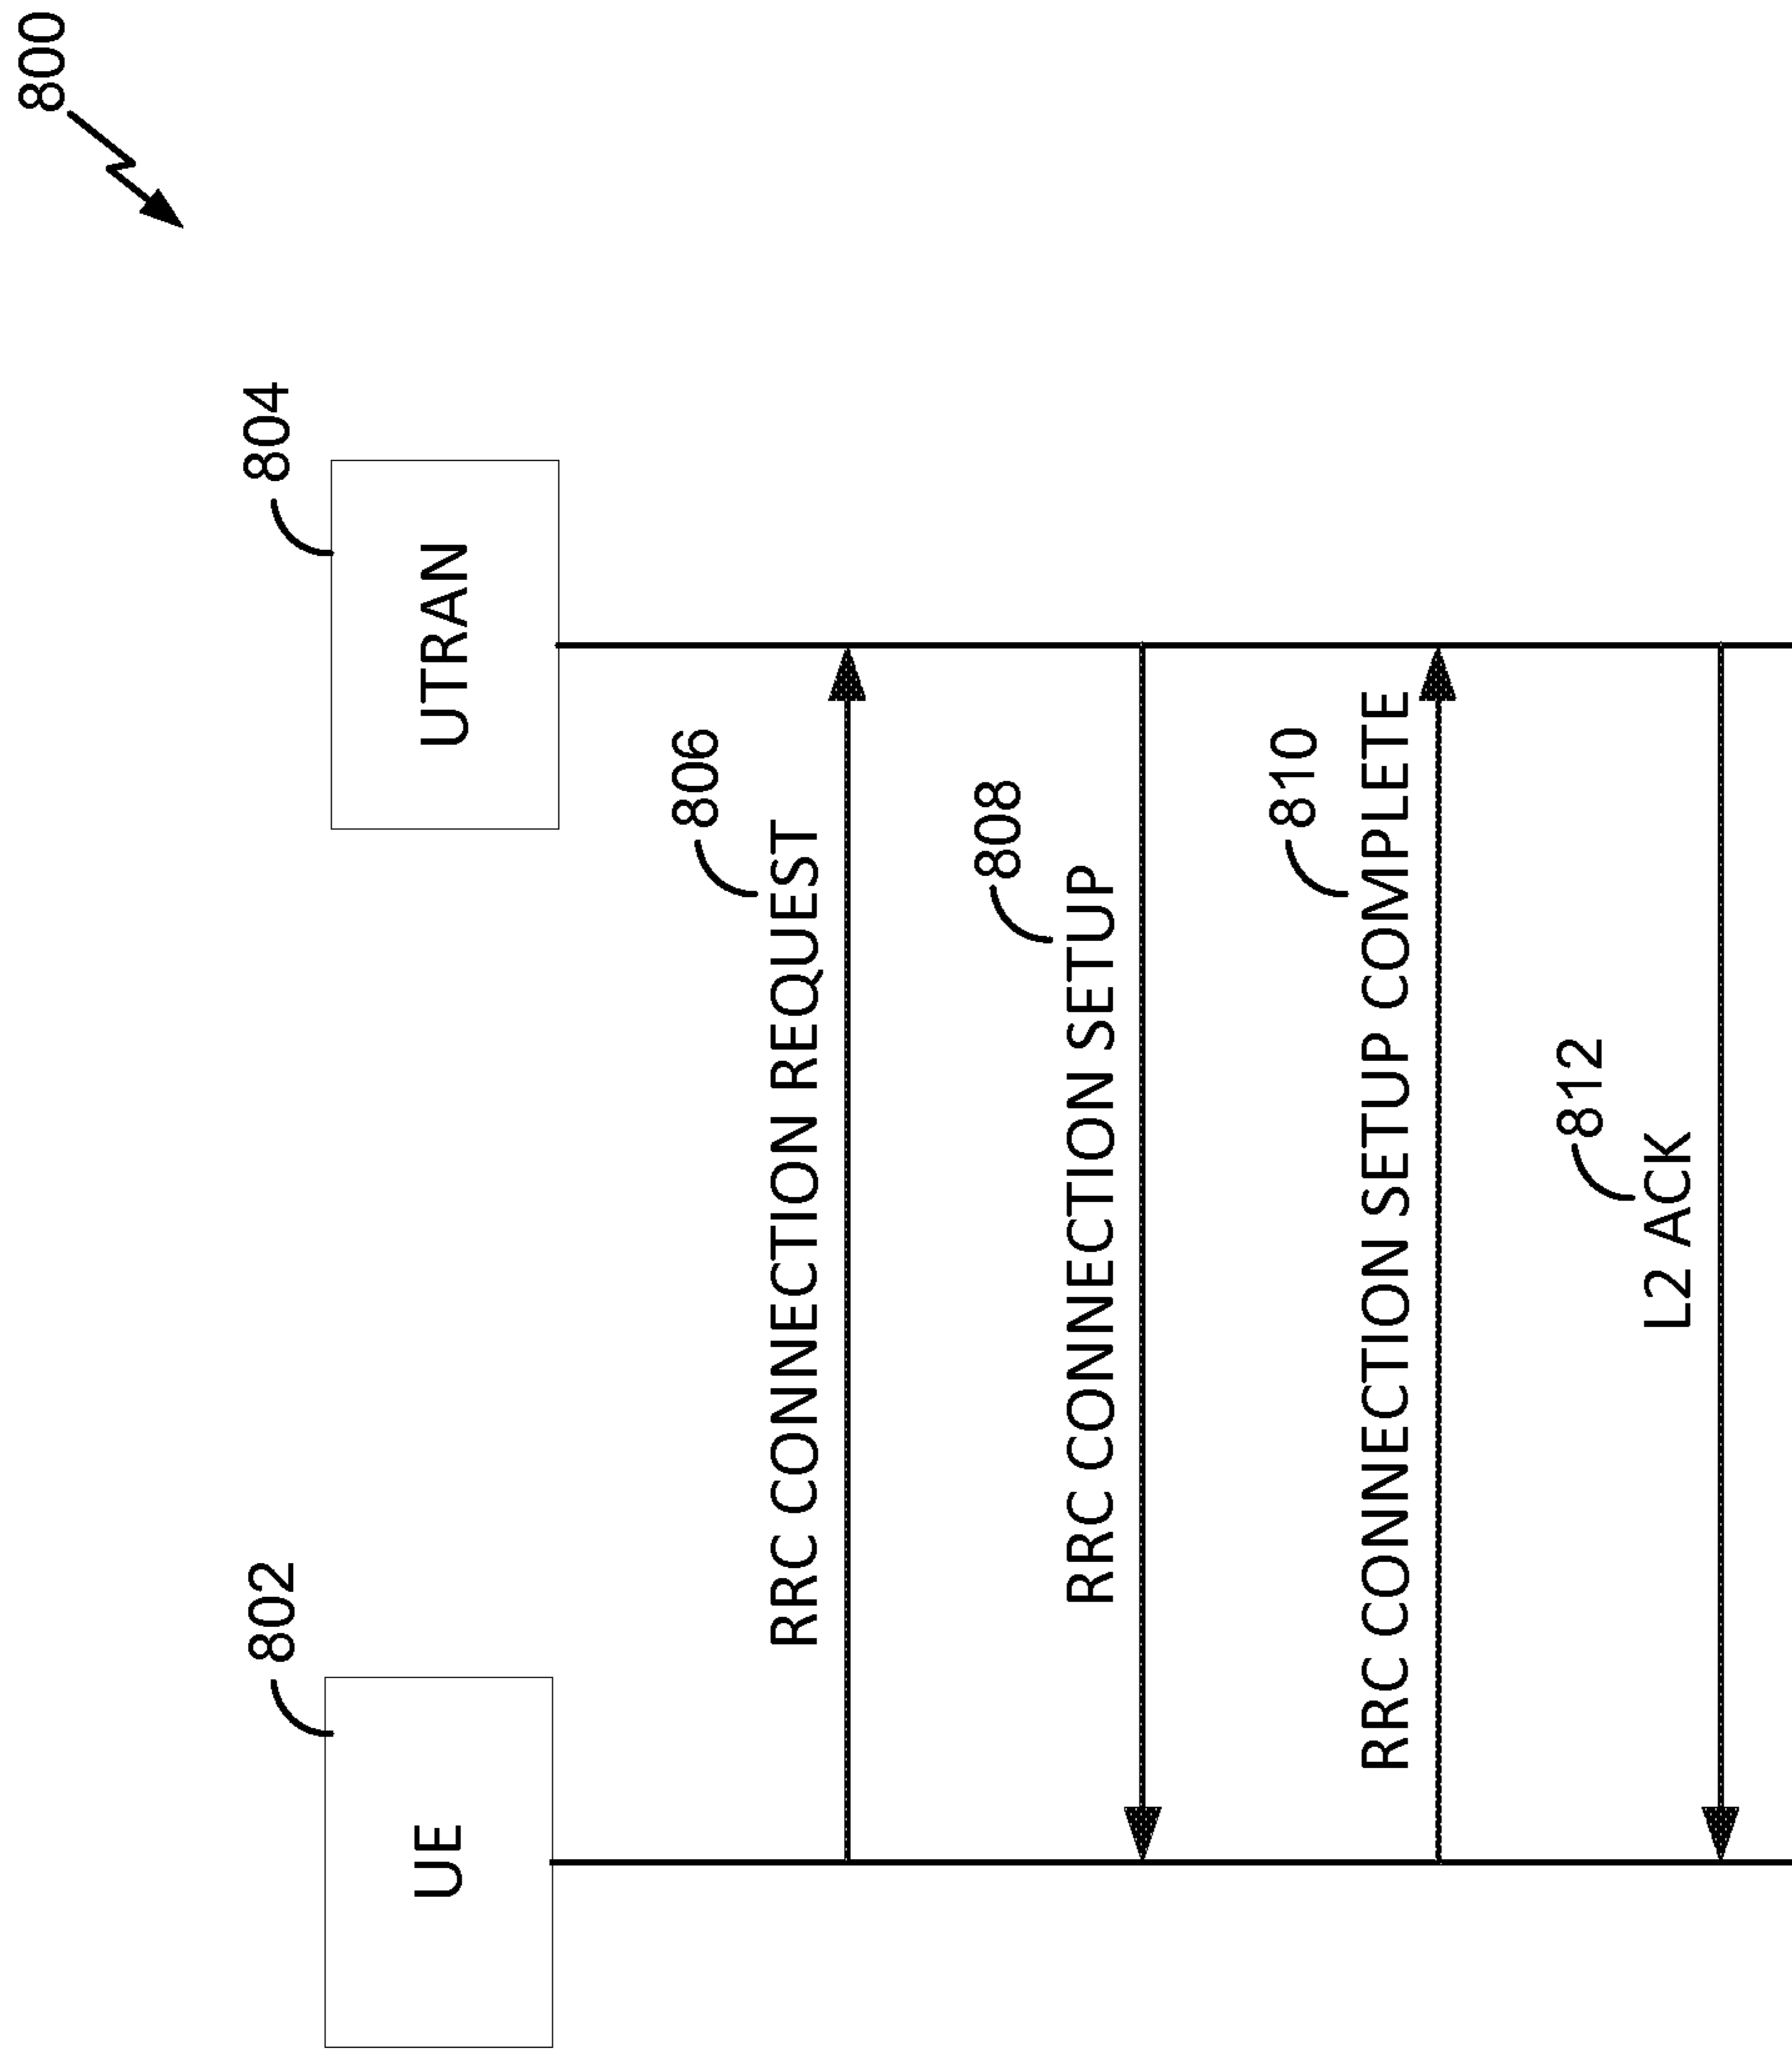 800
802
804
UE
UTRAN
806
RRC CONNECTION REQUEST
808
RRC CONNECTION SETUP
810
RRC CONNECTION SETUP COMPLETE
812
L2 ACK